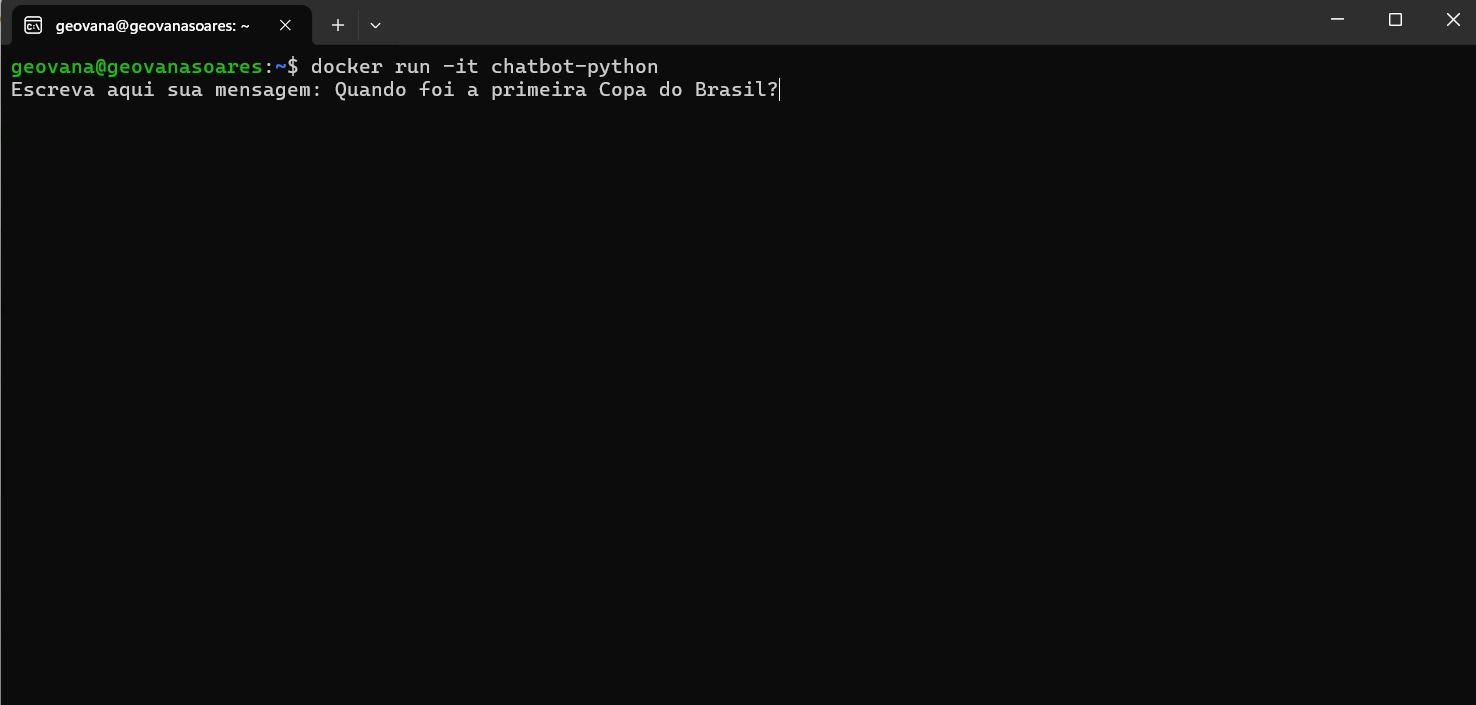 geovana@geovanasoares: ~
geovana@geovanasoares:~$ docker run -it chatbot-python
Escreva aqui sua mensagem: Quando foi a primeira Copa do Brasil?